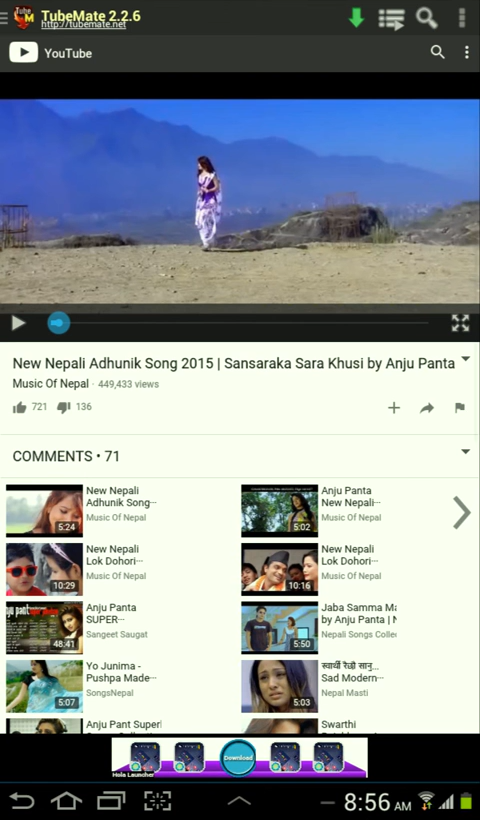 TubeMate 2.2.6
http://tubemate.net
YouTube
New Nepali Adhunik Song 2015 | Sansaraka Sara Khusi by Anju Panta
Music Of Nepal · 449,433 views
721
136
COMMENTS • 71
New Nepali
Adhunik Song···
Music Of Nepal
5:24
Anju Panta
New Nepali···
Music Of Nepal
5:02
New Nepali
Lok Dohori···
Music Of Nepal
10:29
New Nepali
Lok Dohori···
Music Of Nepal
10:16
Anju Panta
SUPER···
Sangeet Saugat
48:41
Jaba Samma Ma
by Anju Panta | N
Nepali Songs Collec
5:50
Yo Junima -
Pushpa Made···
SongsNepal
5:07
स्वार्थी रैछौ सानु...
Sad Modern···
Nepal Masti
5:03
Anju Pant Super
Swarthi
Download
Hola Launcher
8:56 AM